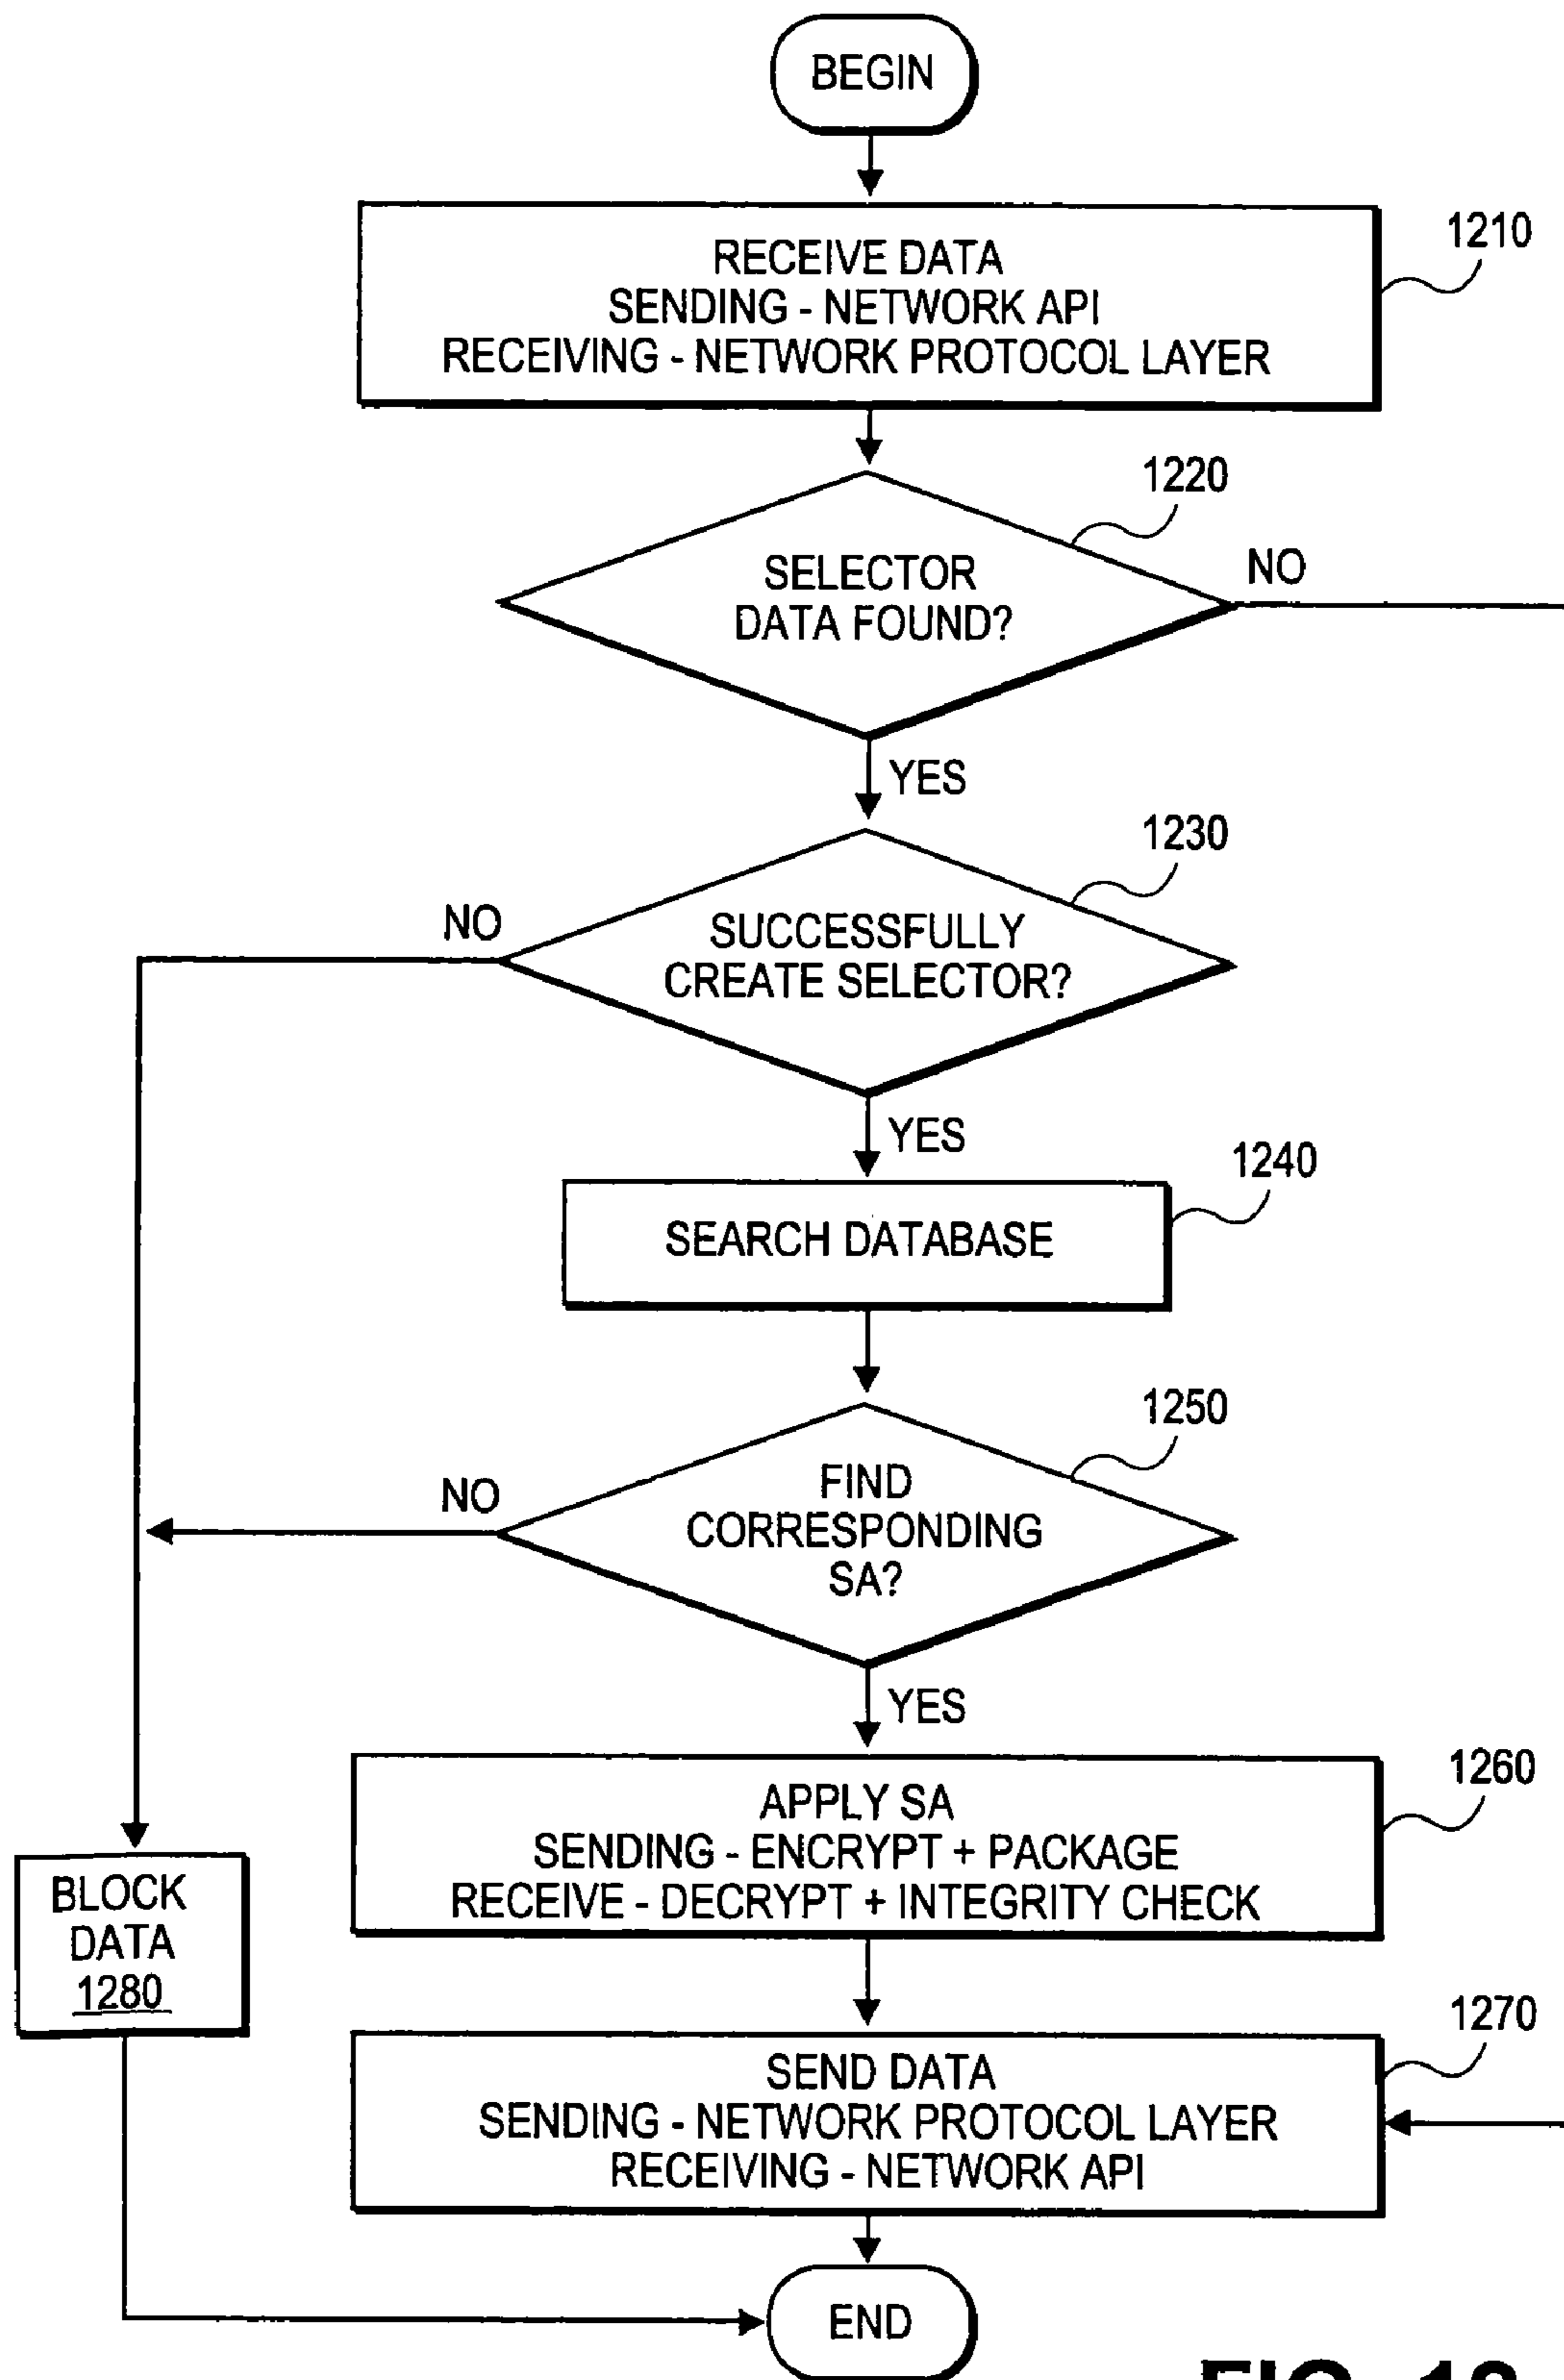 BEGIN
RECEIVE DATA
SENDING - NETWORK API
RECEIVING - NETWORK PROTOCOL LAYER
1210
SELECTOR
DATA FOUND?
1220
NO
YES
SUCCESSFULLY
CREATE SELECTOR?
1230
NO
YES
SEARCH DATABASE
1240
FIND
CORRESPONDING
SA?
1250
NO
YES
APPLY SA
SENDING - ENCRYPT + PACKAGE
RECEIVE - DECRYPT + INTEGRITY CHECK
1260
BLOCK
DATA
1280
SEND DATA
SENDING - NETWORK PROTOCOL LAYER
RECEIVING - NETWORK API
1270
END